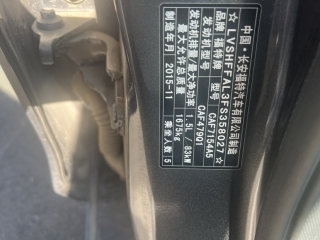 中国·长安福特汽车有限公司制造
★LVSHFFAL3FS358027★
品牌 福特牌 型号 CAF7154A5
发动机型号 CAF479Q1
发动机排量/最大净功率 1.5L / 83kW
最大允许总质量 1675kg
制造年月 2015-1 乘坐人数 5